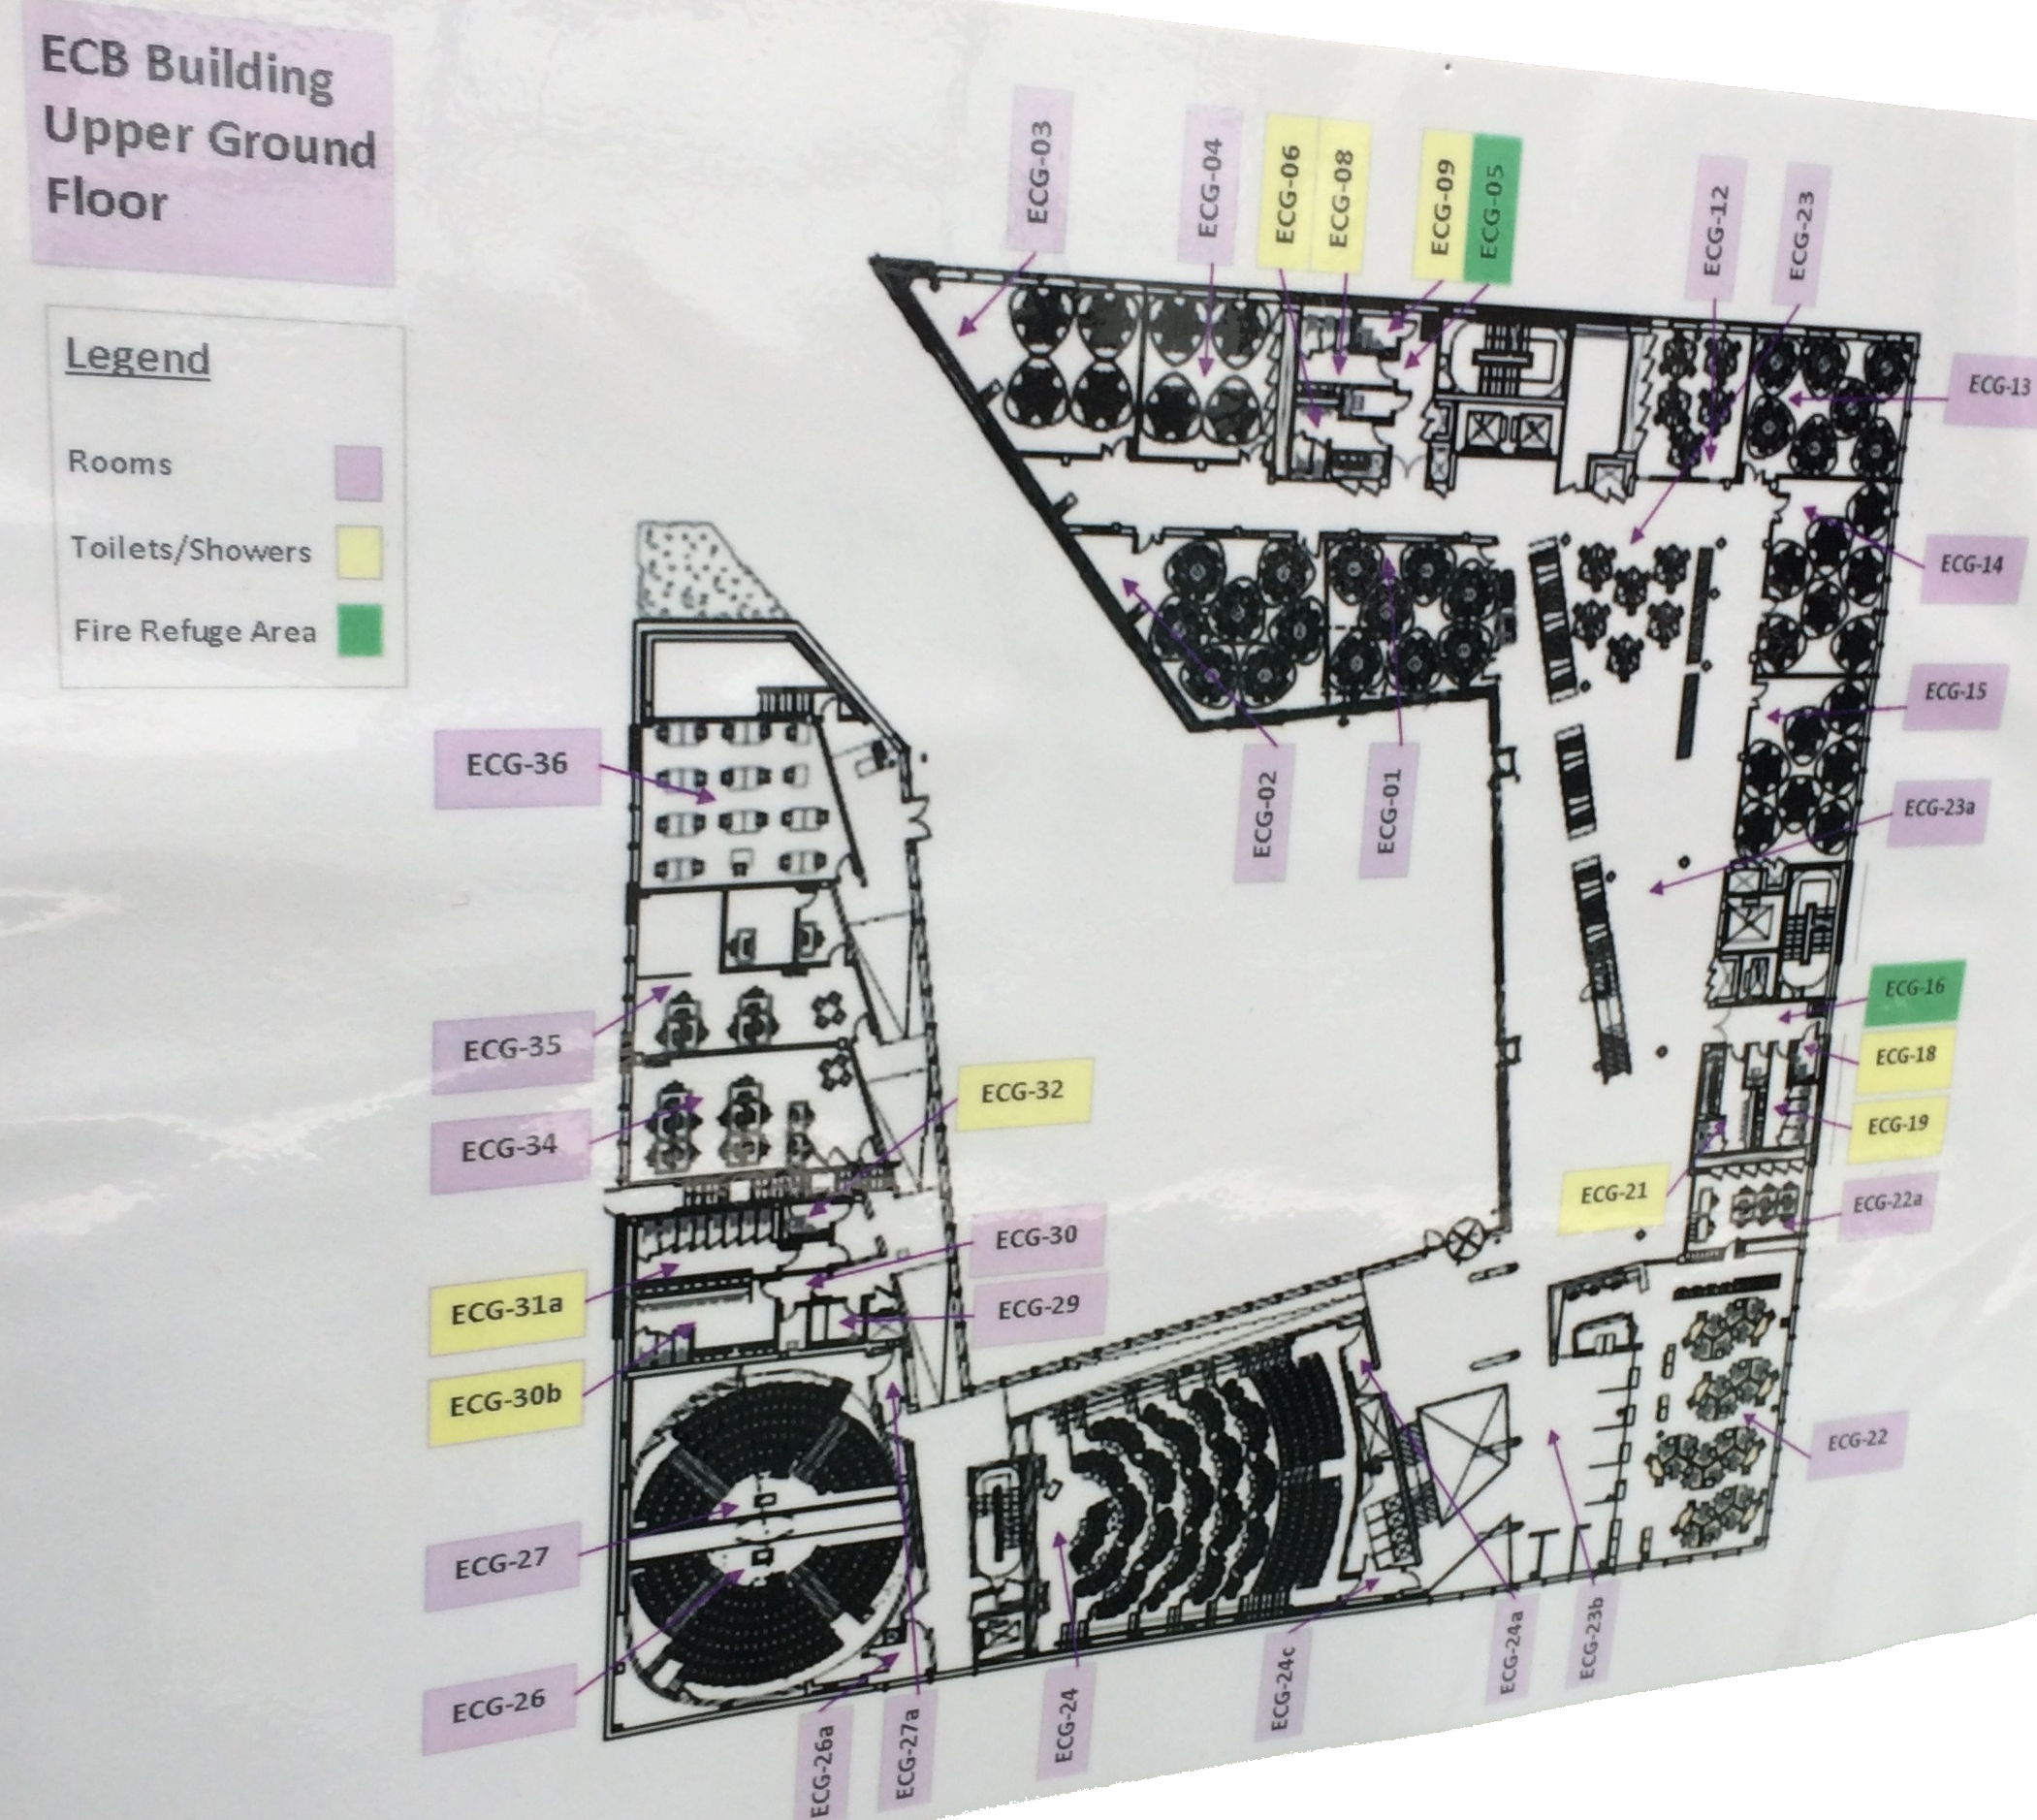 ECB Building
Upper Ground
Floor
Legend
Rooms
Toilets/Showers
Fire Refuge Area
ECG-03
ECG-04
ECG-06
ECG-08
ECG-09
ECG-05
ECG-12
ECG-23
ECG-13
ECG-14
ECG-15
ECG-23a
ECG-02
ECG-01
ECG-36
ECG-35
ECG-34
ECG-32
ECG-30
ECG-29
ECG-31a
ECG-30b
ECG-16
ECG-18
ECG-19
ECG-21
ECG-22a
ECG-22
ECG-27
ECG-26
ECG-26a
ECG-27a
ECG-24
ECG-24c
ECG-24a
ECG-23b